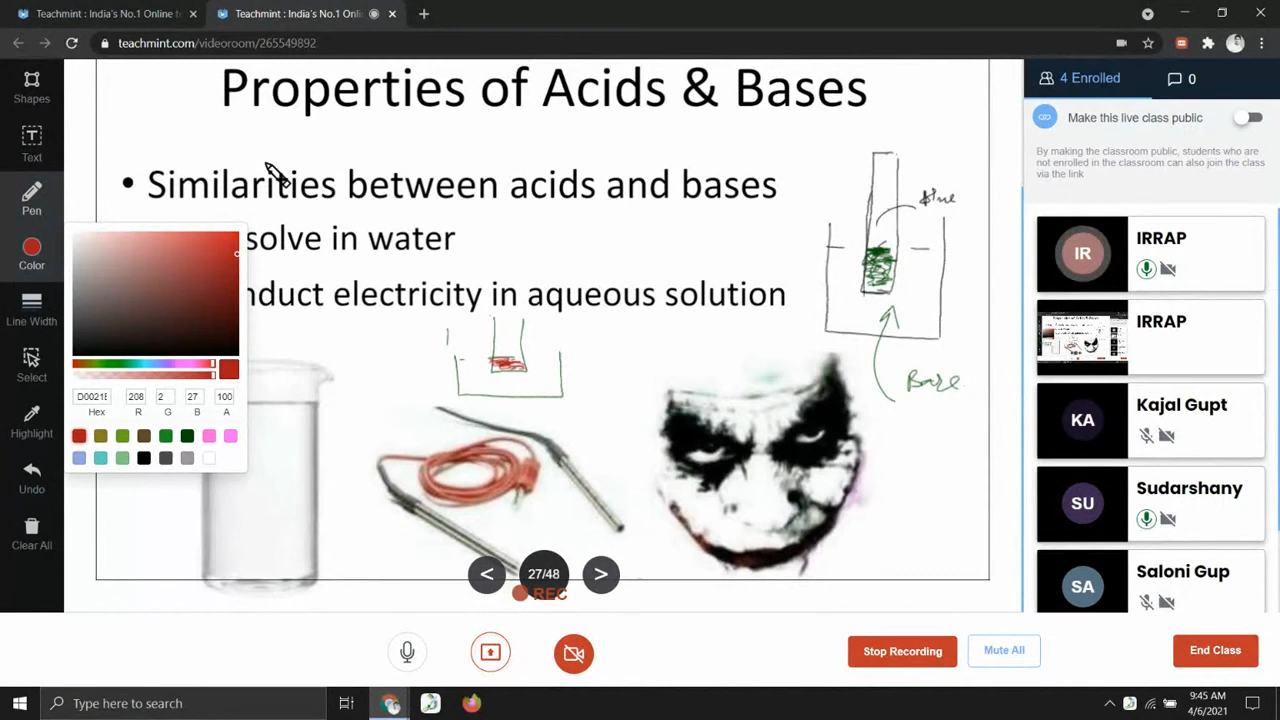 Teachmint : India's No.1 Online t
Teachmint : India's No.1 Onli
teachmint.com/videoroom/265549892
Shapes
Text
Pen
Color
Line Width
Select
Highlight
Undo
Clear All
Properties of Acids & Bases
• Similarities between acids and bases
solve in water
nduct electricity in aqueous solution
Blue
Base
D0021B
208
2
27
100
Hex
R
G
B
A
< 27/48 >
REC
4 Enrolled
0
Make this live class public
By making the classroom public, students who
are not enrolled in the classroom can also join the class
via the link
IR
IRRAP
IRRAP
KA
Kajal Gupt
SU
Sudarshany
SA
Saloni Gup
Stop Recording
Mute All
End Class
Type here to search
9:45 AM
4/6/2021